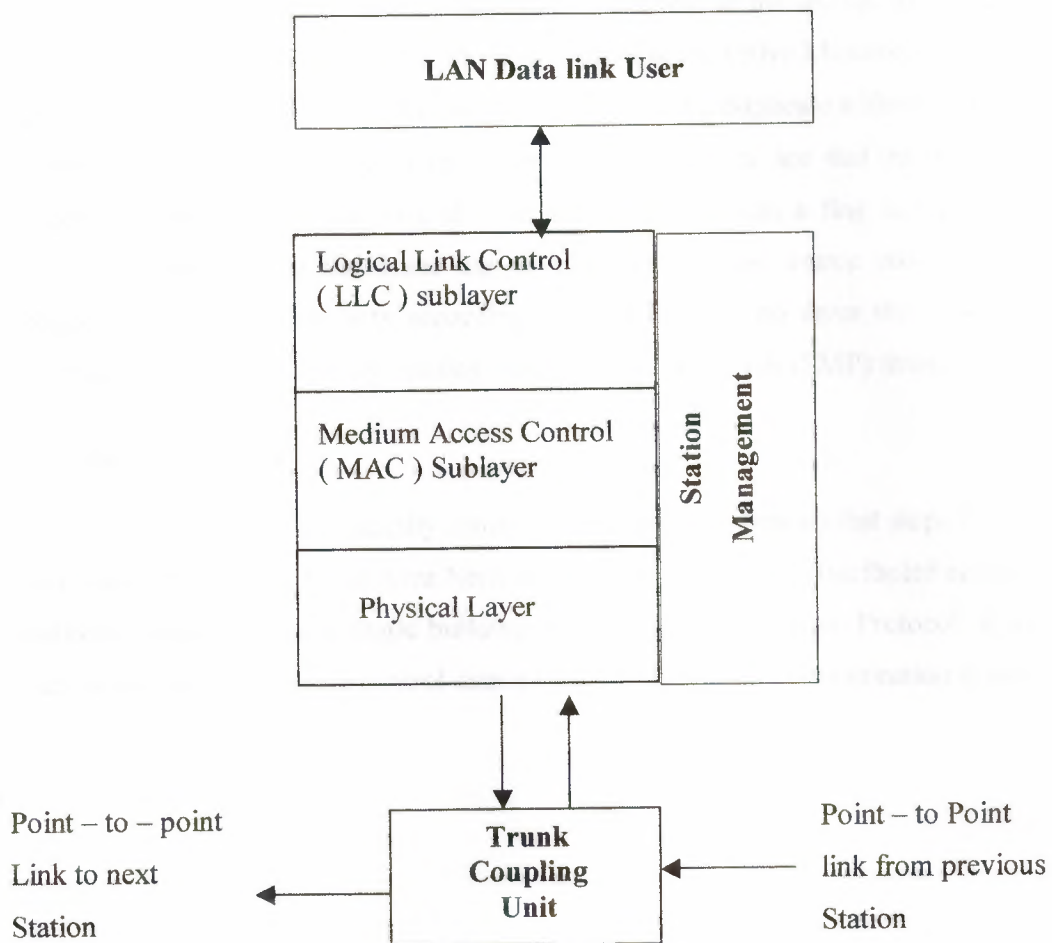 LAN Data link User
Logical Link Control
( LLC ) sublayer
Medium Access Control
( MAC ) Sublayer
Physical Layer
Station
Management
Point – to – point
Link to next
Station
Trunk
Coupling
Unit
Point – to Point
link from previous
Station